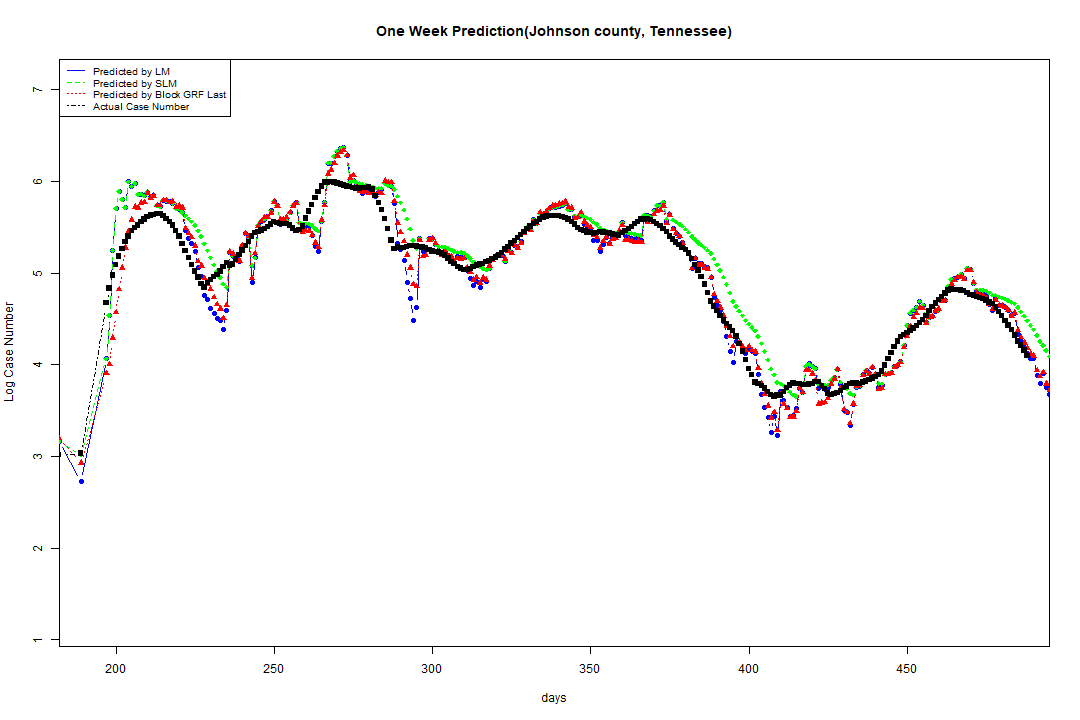 One Week Prediction(Johnson county, Tennessee)
Predicted by LM
Predicted by SLM
Predicted by Block GRF Last
Actual Case Number
Log Case Number
7
6
5
4
3
2
1
200 250 300 350 400 450
days